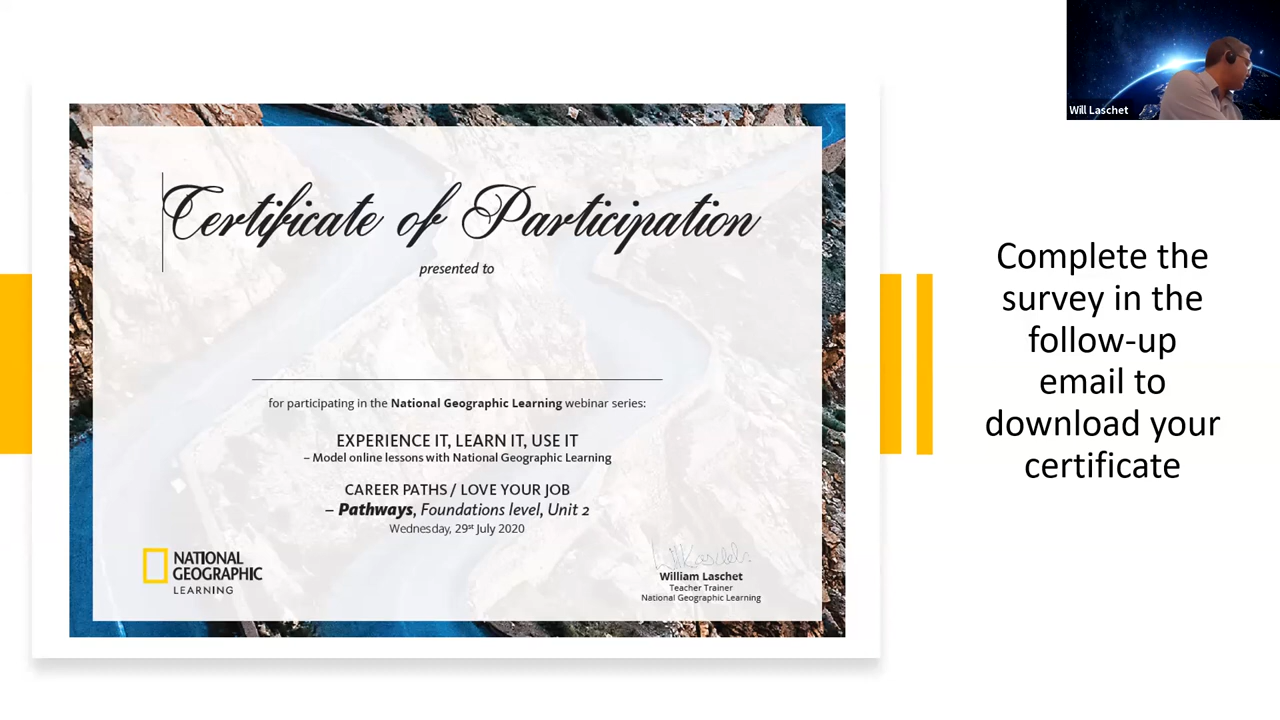 Will Laschet
Certificate of Participation
presented to
for participating in the National Geographic Learning webinar series:
EXPERIENCE IT, LEARN IT, USE IT
– Model online lessons with National Geographic Learning
CAREER PATHS / LOVE YOUR JOB
– Pathways, Foundations level, Unit 2
Wednesday, 29st July 2020
NATIONAL
GEOGRAPHIC
LEARNING
William Laschet
Teacher Trainer
National Geographic Learning
Complete the
survey in the
follow-up
email to
download your
certificate